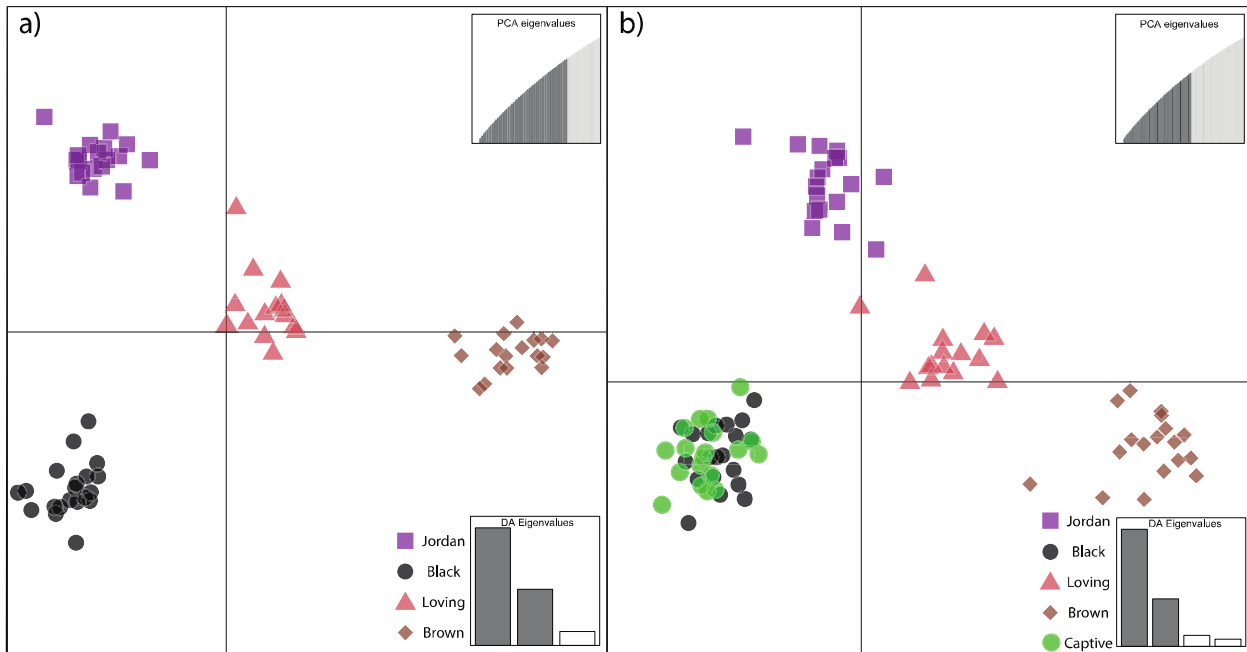 a)
PCA eigenvalues
Jordan
Black
Loving
Brown
DA Eigenvalues
b)
PCA eigenvalues
Jordan
Black
Loving
Brown
Captive
DA Eigenvalues